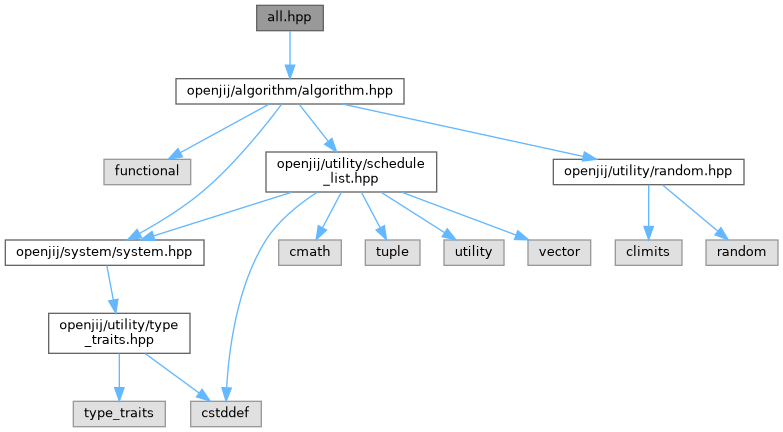 all.hpp
openjij/algorithm/algorithm.hpp
functional
openjij/utility/schedule
_list.hpp
openjij/utility/random.hpp
openjij/system/system.hpp
cmath
tuple
utility
vector
climits
random
openjij/utility/type
_traits.hpp
type_traits
cstddef